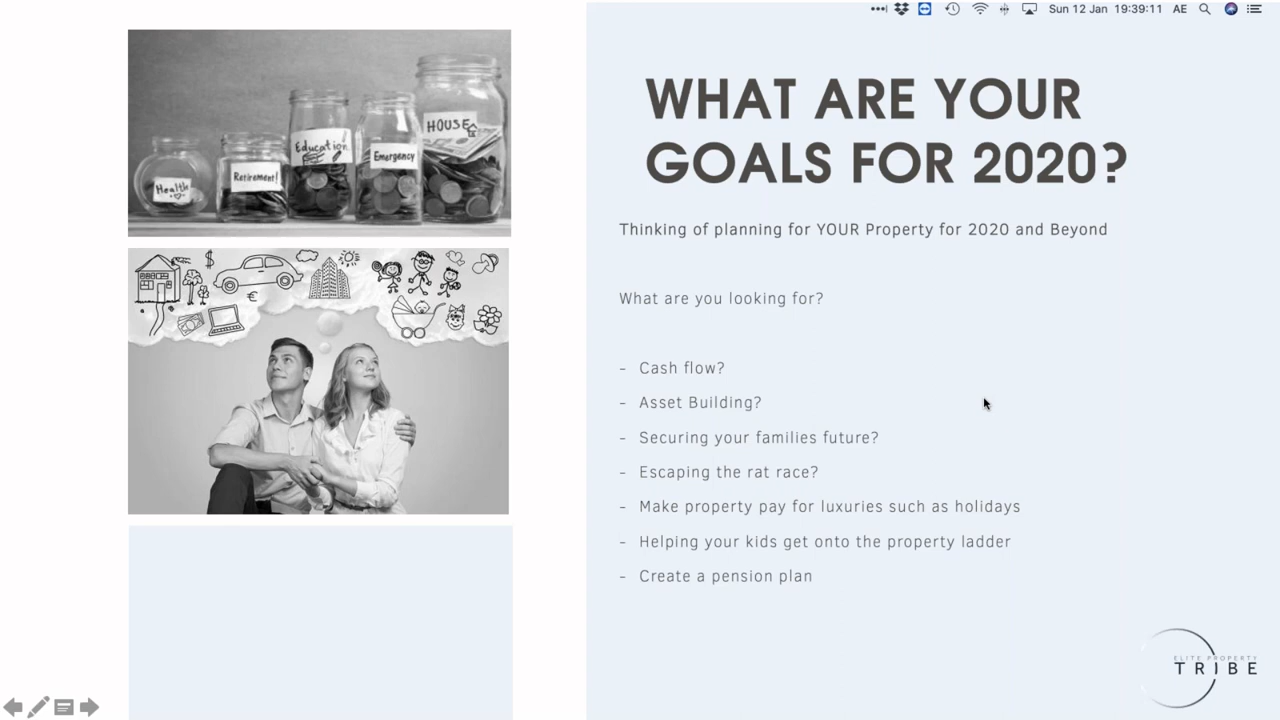 Sun 12 Jan 19:39:11 AE
Health
Retirement!
Education
Emergency
HOUSE
$
€
WHAT ARE YOUR
GOALS FOR 2020?
Thinking of planning for YOUR Property for 2020 and Beyond
What are you looking for?
- Cash flow?
- Asset Building?
- Securing your families future?
- Escaping the rat race?
- Make property pay for luxuries such as holidays
- Helping your kids get onto the property ladder
- Create a pension plan
ELITE PROPERTY
TRIBE